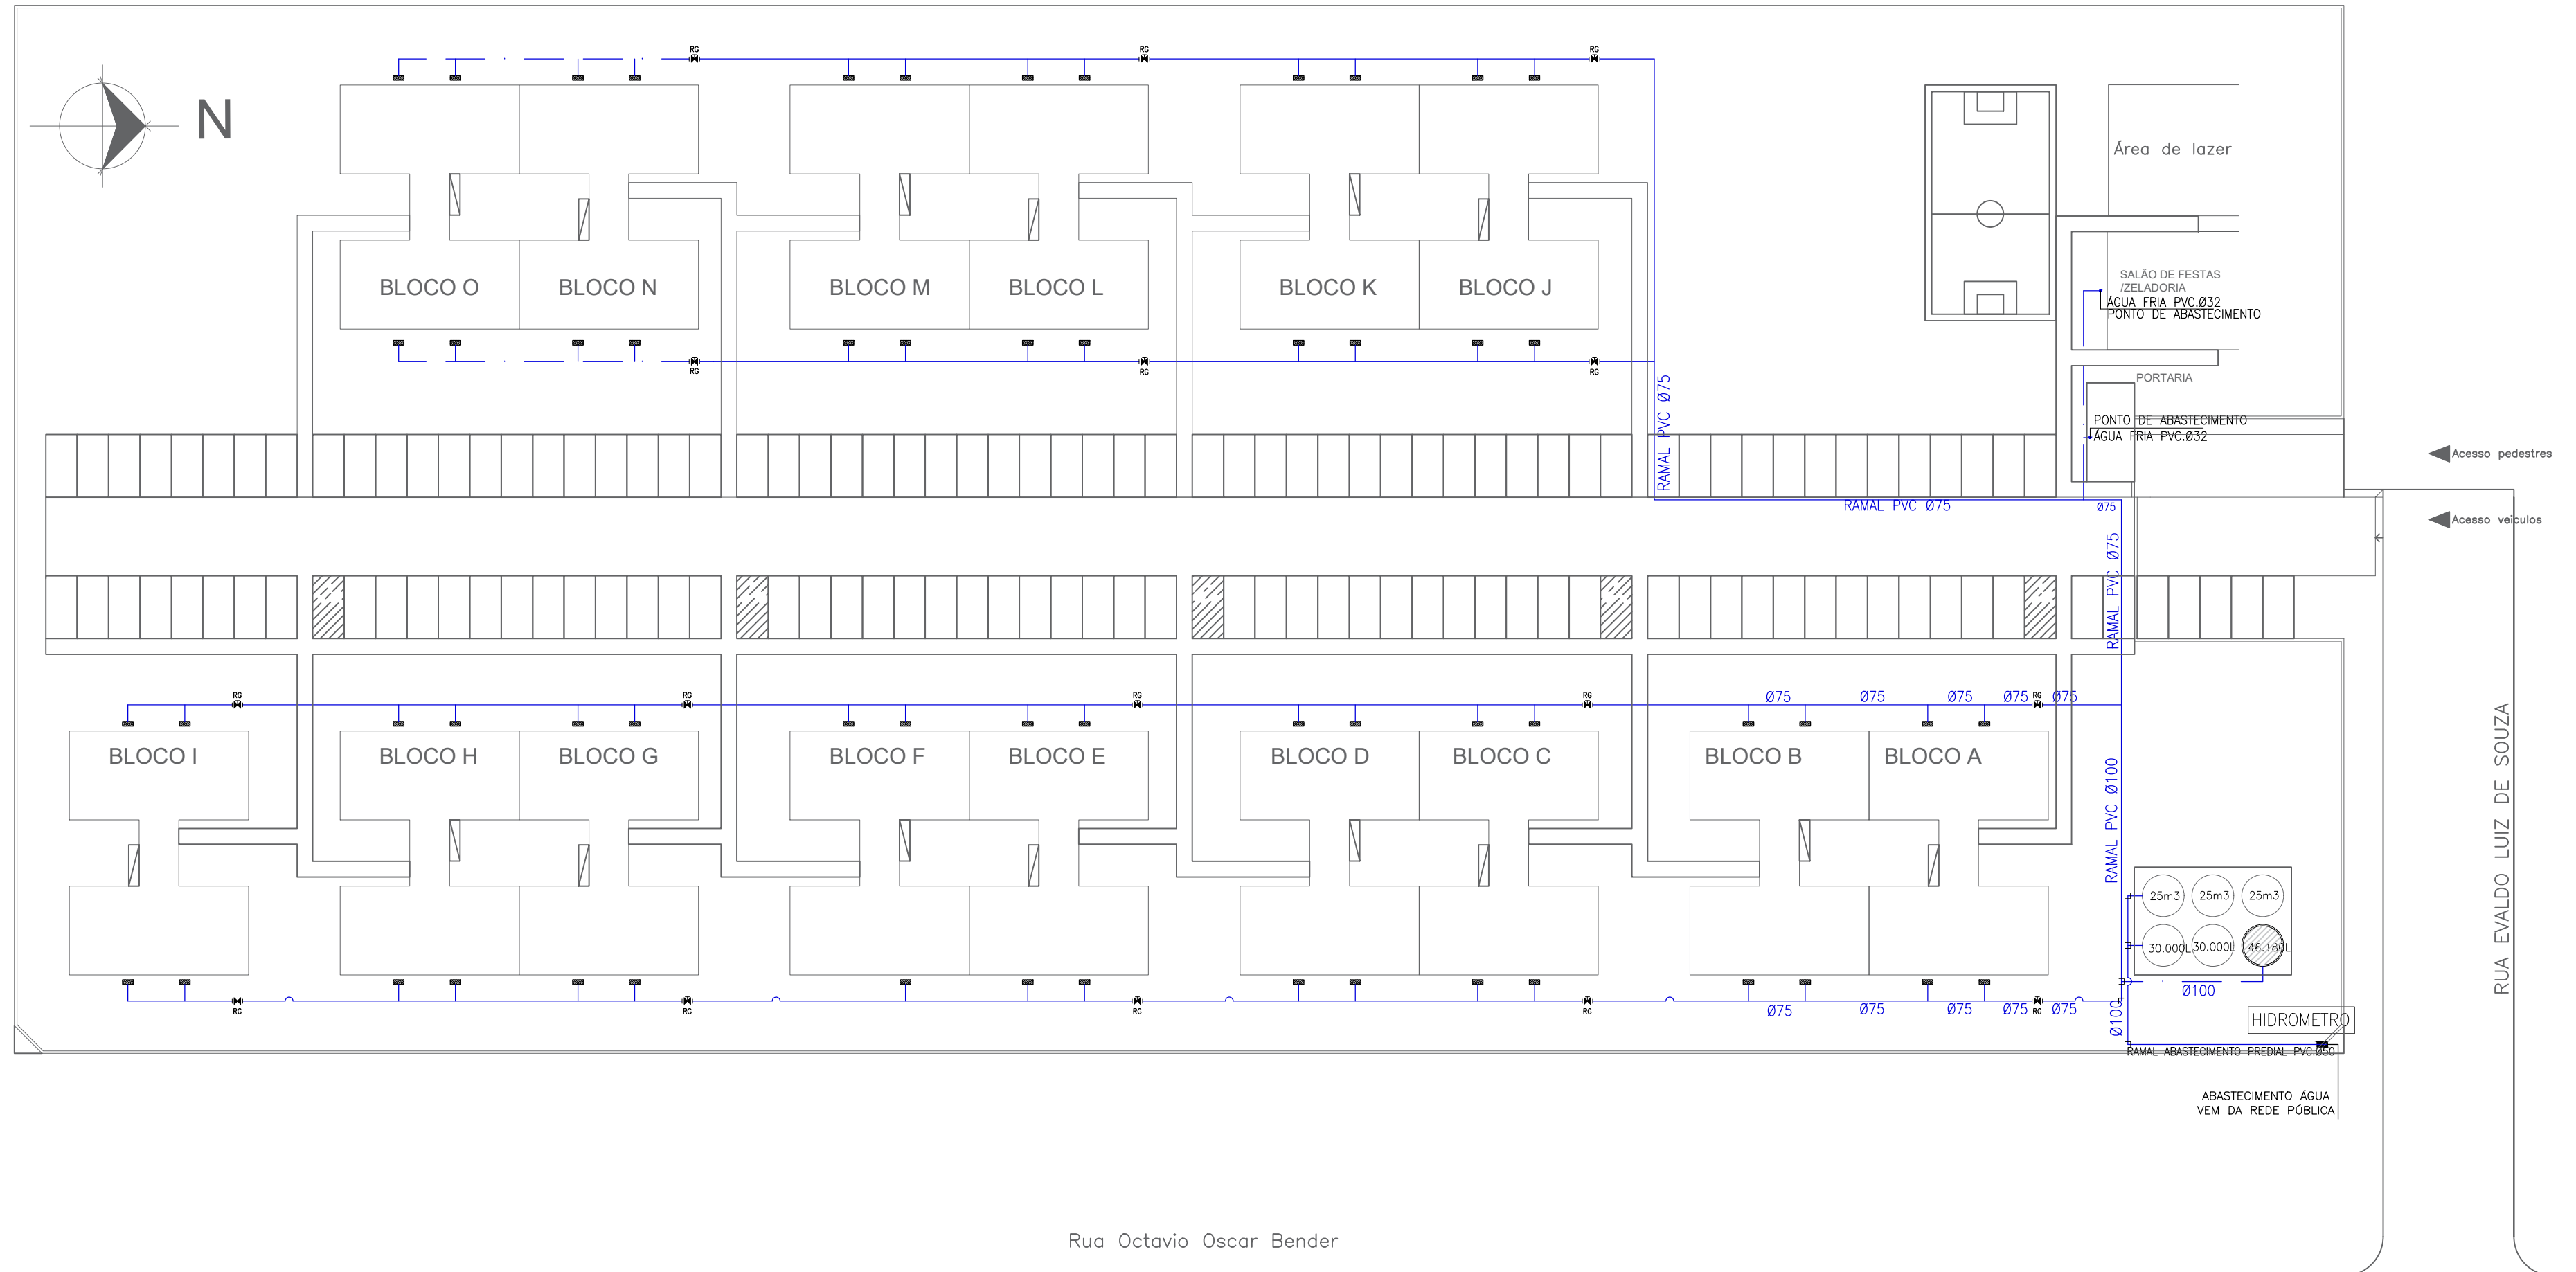 RG
RG
RG
N
Área de lazer
BLOCO O
BLOCO N
BLOCO M
BLOCO L
BLOCO K
BLOCO J
SALÃO DE FESTAS
/ZELADORIA
ÁGUA FRIA PVC.Ø32
PONTO DE ABASTECIMENTO
RG
RG
RG
PORTARIA
RAMAL PVC Ø75
PONTO DE ABASTECIMENTO
ÁGUA FRIA PVC.Ø32
Acesso pedestres
RAMAL PVC Ø75
Ø75
Acesso veiculos
RAMAL PVC Ø75
RG
RG
RG
RG
Ø75
Ø75
Ø75
Ø75
RG
Ø75
BLOCO I
BLOCO H
BLOCO G
BLOCO F
BLOCO E
BLOCO D
BLOCO C
BLOCO B
BLOCO A
RAMAL PVC Ø100
RUA EVALDO LUIZ DE SOUZA
25m3
25m3
25m3
30.000L
30.000L
46.180L
Ø100
RG
RG
RG
RG
Ø75
Ø75
Ø75
Ø75
RG
Ø75
Ø100
HIDROMETRO
RAMAL ABASTECIMENTO PREDIAL PVC.Ø50
ABASTECIMENTO ÁGUA
VEM DA REDE PÚBLICA
Rua Octavio Oscar Bender